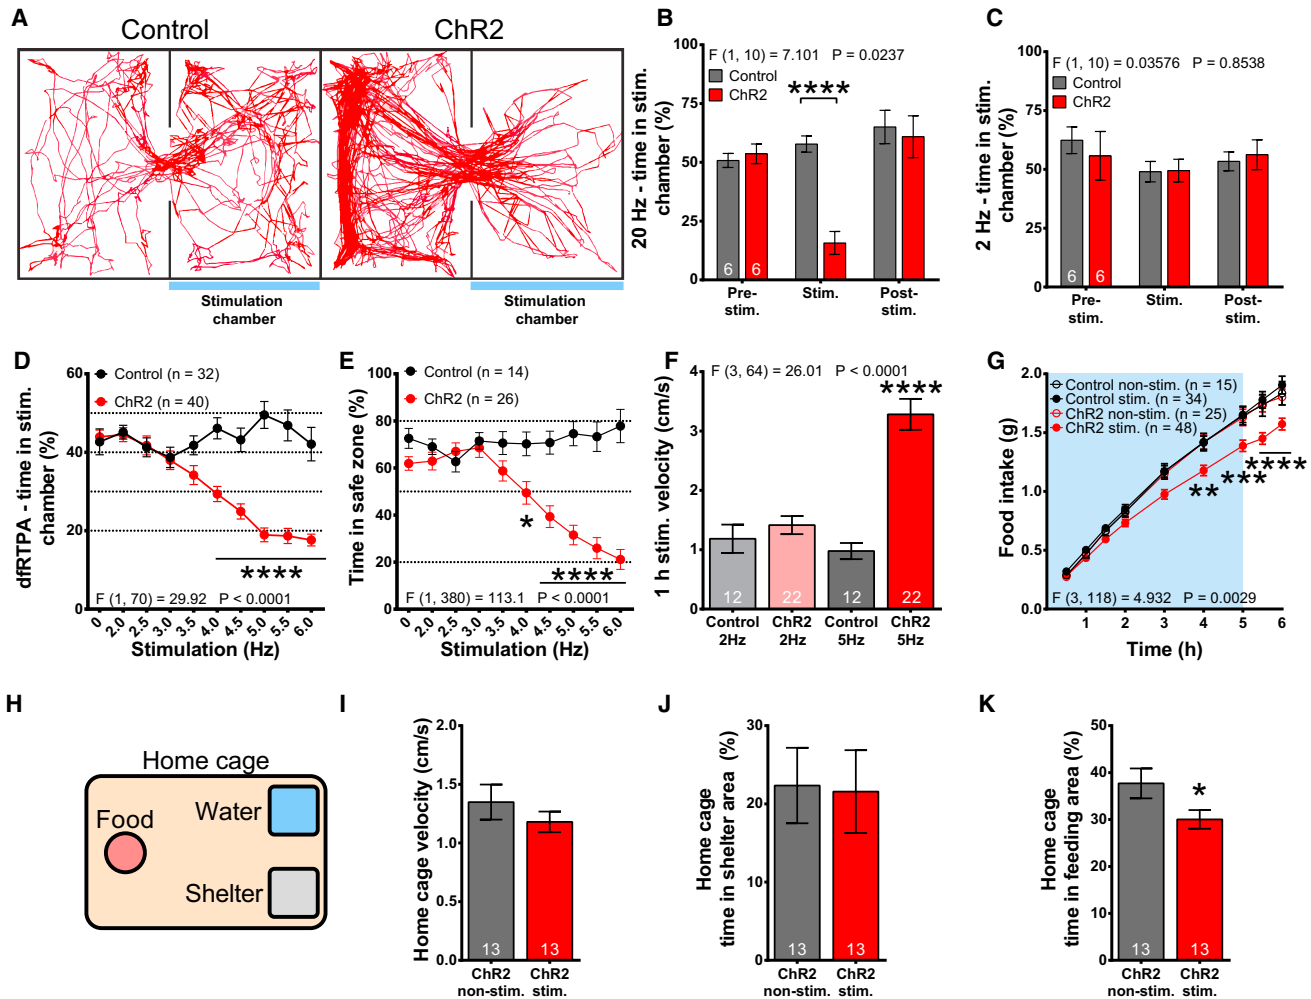 A
Control
ChR2
Stimulation
chamber
Stimulation
chamber
B
20 Hz - time in stim.
chamber (%)
F (1, 10) = 7.101 P = 0.0237
Control
ChR2
****
100
75
50
25
0
6
6
Pre-
stim.
Stim.
Post-
stim.
C
2 Hz - time in stim.
chamber (%)
F (1, 10) = 0.03576 P = 0.8538
Control
ChR2
100
75
50
25
0
6
6
Pre-
stim.
Stim.
Post-
stim.
D
dfRTPA - time in stim.
chamber (%)
Control (n = 32)
ChR2 (n = 40)
60
40
20
0
****
F (1, 70) = 29.92 P < 0.0001
0
2.0
2.5
3.0
3.5
4.0
4.5
5.0
5.5
6.0
Stimulation (Hz)
E
Time in safe zone (%)
Control (n = 14)
ChR2 (n = 26)
100
80
60
40
20
0
*
****
F (1, 380) = 113.1 P < 0.0001
0
2.0
2.5
3.0
3.5
4.0
4.5
5.0
5.5
6.0
Stimulation (Hz)
F
1 h stim. velocity (cm/s)
F (3, 64) = 26.01 P < 0.0001
****
4
3
2
1
0
12
22
12
22
Control
2Hz
ChR2
2Hz
Control
5Hz
ChR2
5Hz
G
Food intake (g)
Control non-stim. (n = 15)
Control stim. (n = 34)
ChR2 non-stim. (n = 25)
ChR2 stim. (n = 48)
2.0
1.5
1.0
0.5
0.0
**
***
****
F (3, 118) = 4.932 P = 0.0029
1
2
3
4
5
6
Time (h)
H
Home cage
Food
Water
Shelter
I
Home cage velocity (cm/s)
2.0
1.5
1.0
0.5
0.0
13
13
ChR2
non-stim.
ChR2
stim.
J
Home cage
time in shelter area (%)
30
20
10
0
13
13
ChR2
non-stim.
ChR2
stim.
K
Home cage
time in feeding area (%)
50
40
30
20
10
0
*
13
13
ChR2
non-stim.
ChR2
stim.